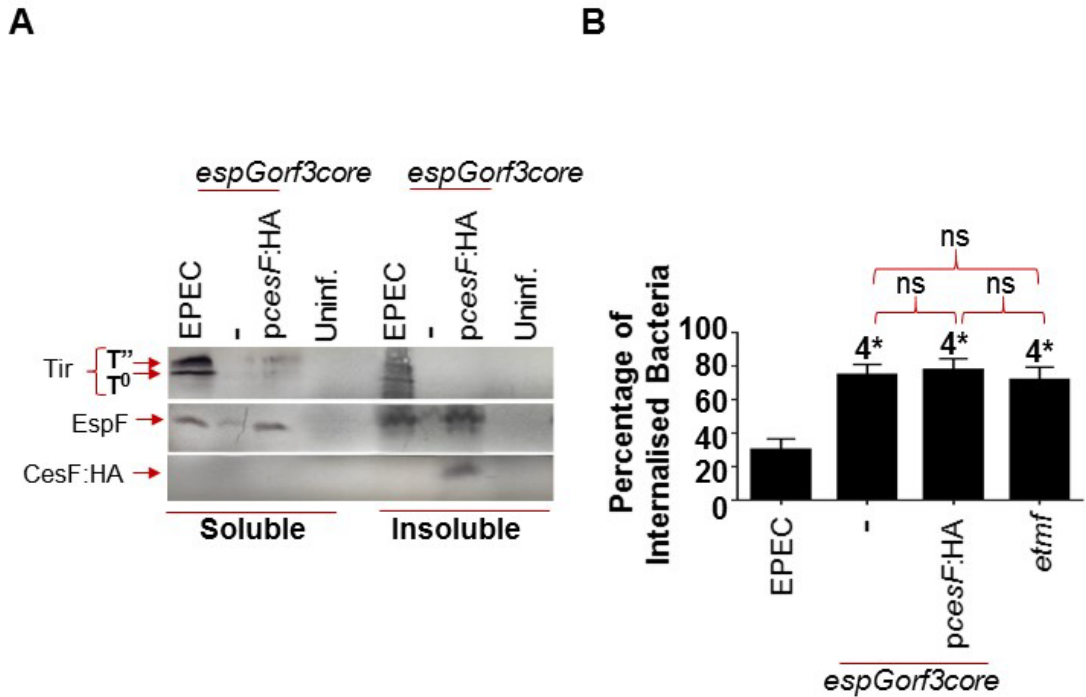 A
espGorf3core espGorf3core
EPEC
-
pcesF:HA
Uninf.
EPEC
-
pcesF:HA
Uninf.
Tir
T”
T⁰
EspF
CesF:HA
Soluble Insoluble
B
ns
ns ns
4* 4* 4*
Percentage of
Internalised Bacteria
100
80
60
40
20
0
EPEC
-
pcesF:HA
etmf
espGorf3core